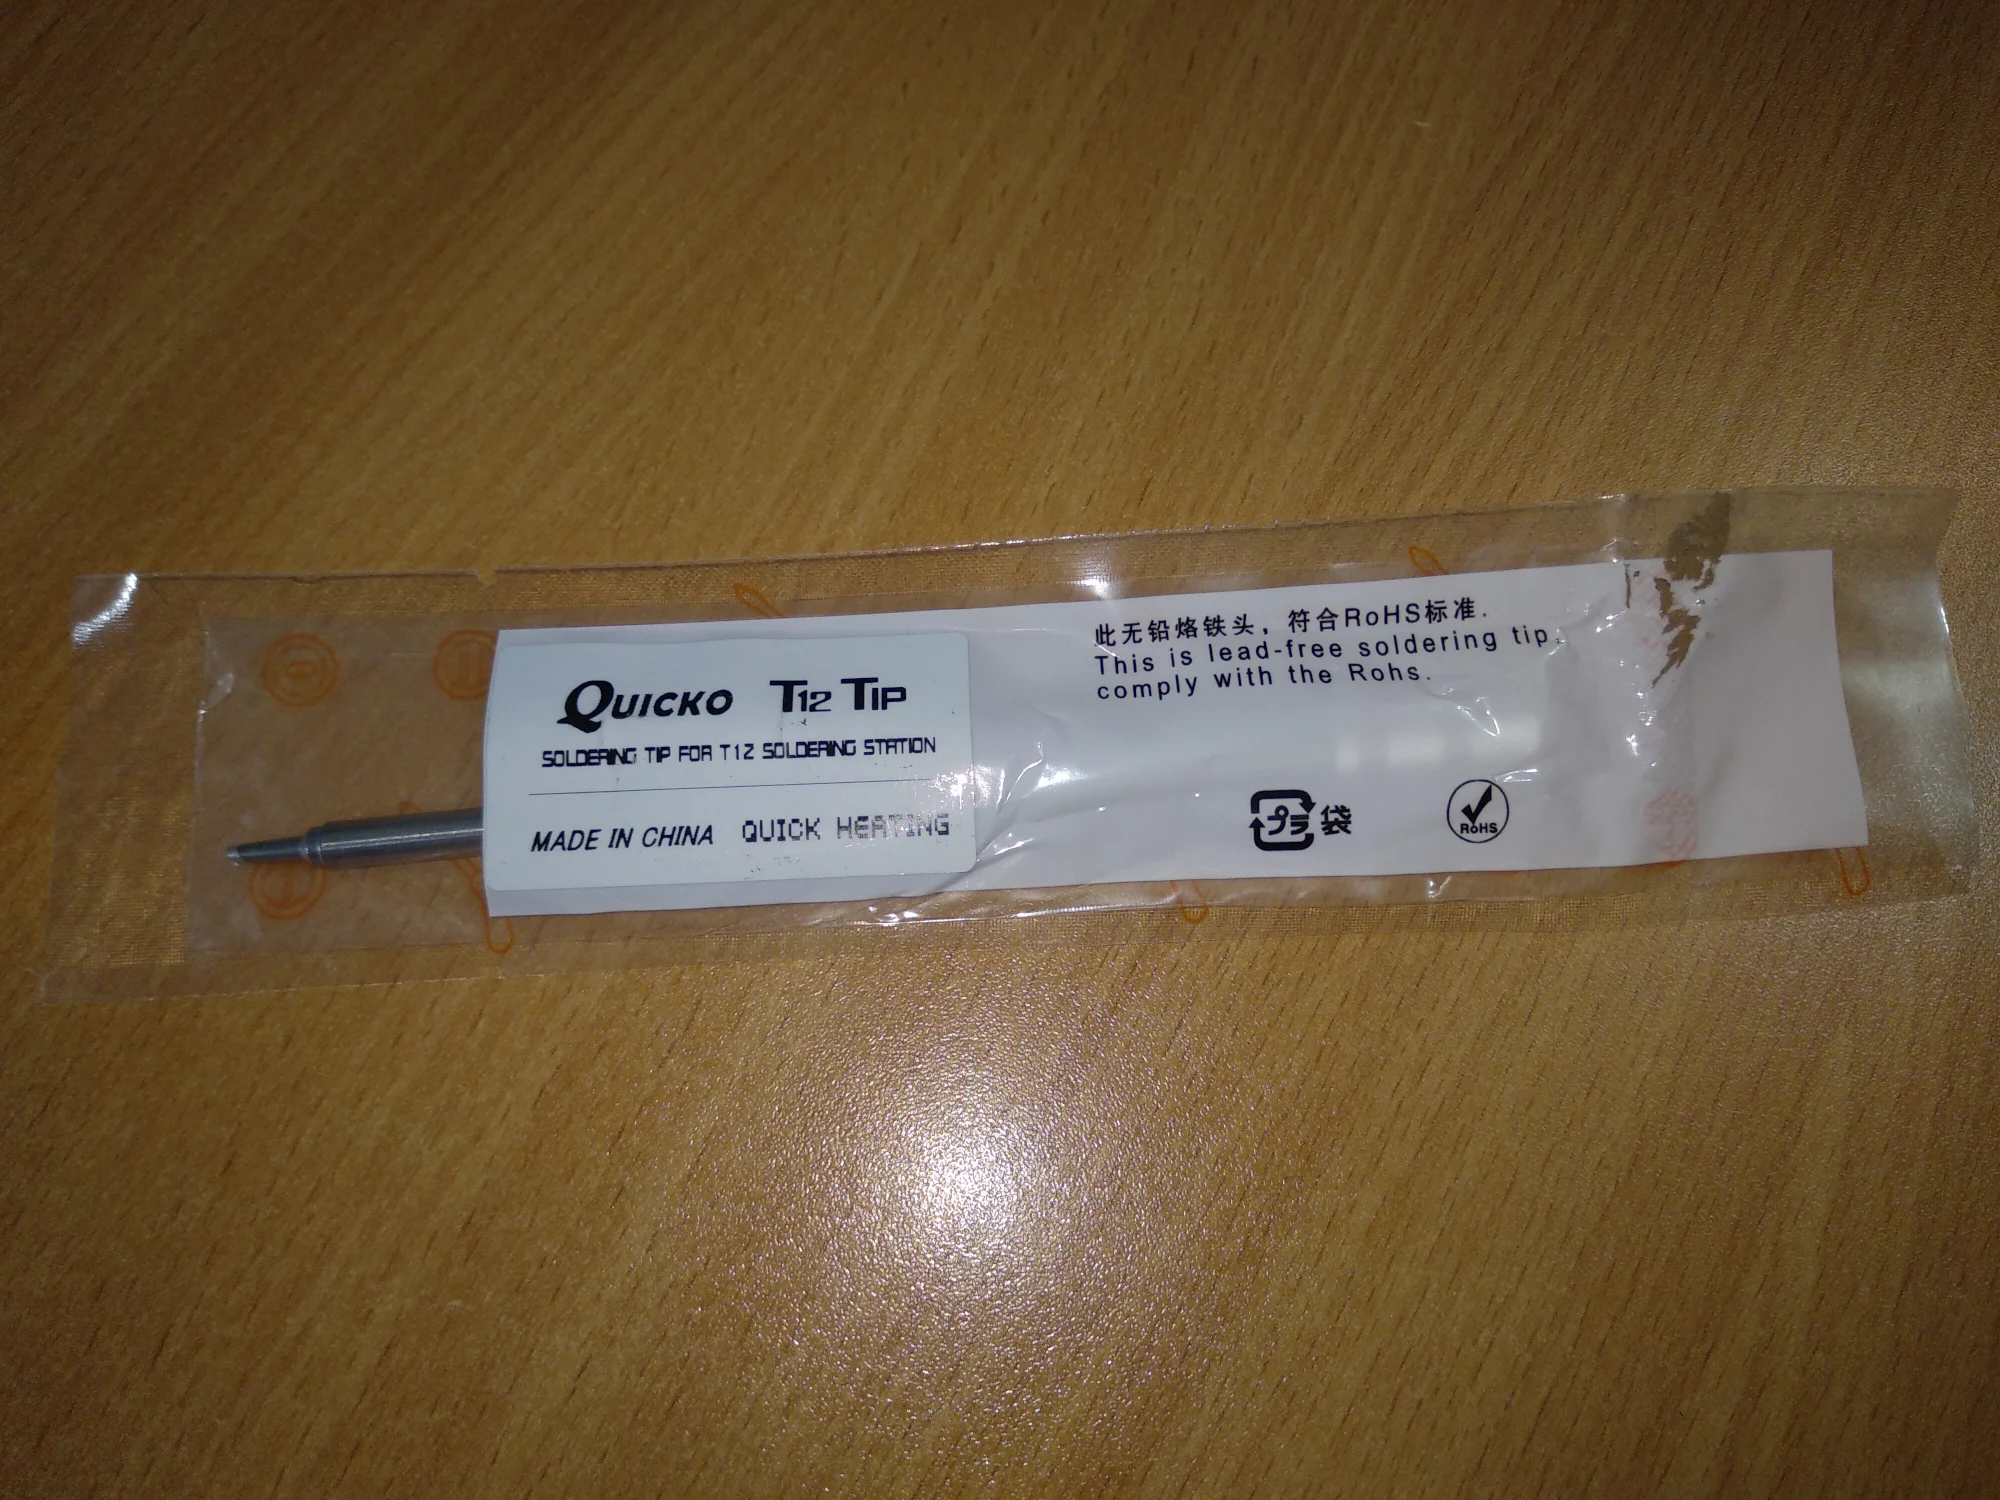 QUICKO T12 TIP
SOLDERING TIP FOR T12 SOLDERING STATION
MADE IN CHINA QUICK HEATING
此无铅烙铁头，符合RoHS标准.
This is lead-free soldering tip,
comply with the Rohs.
プラ 袋
RoHS